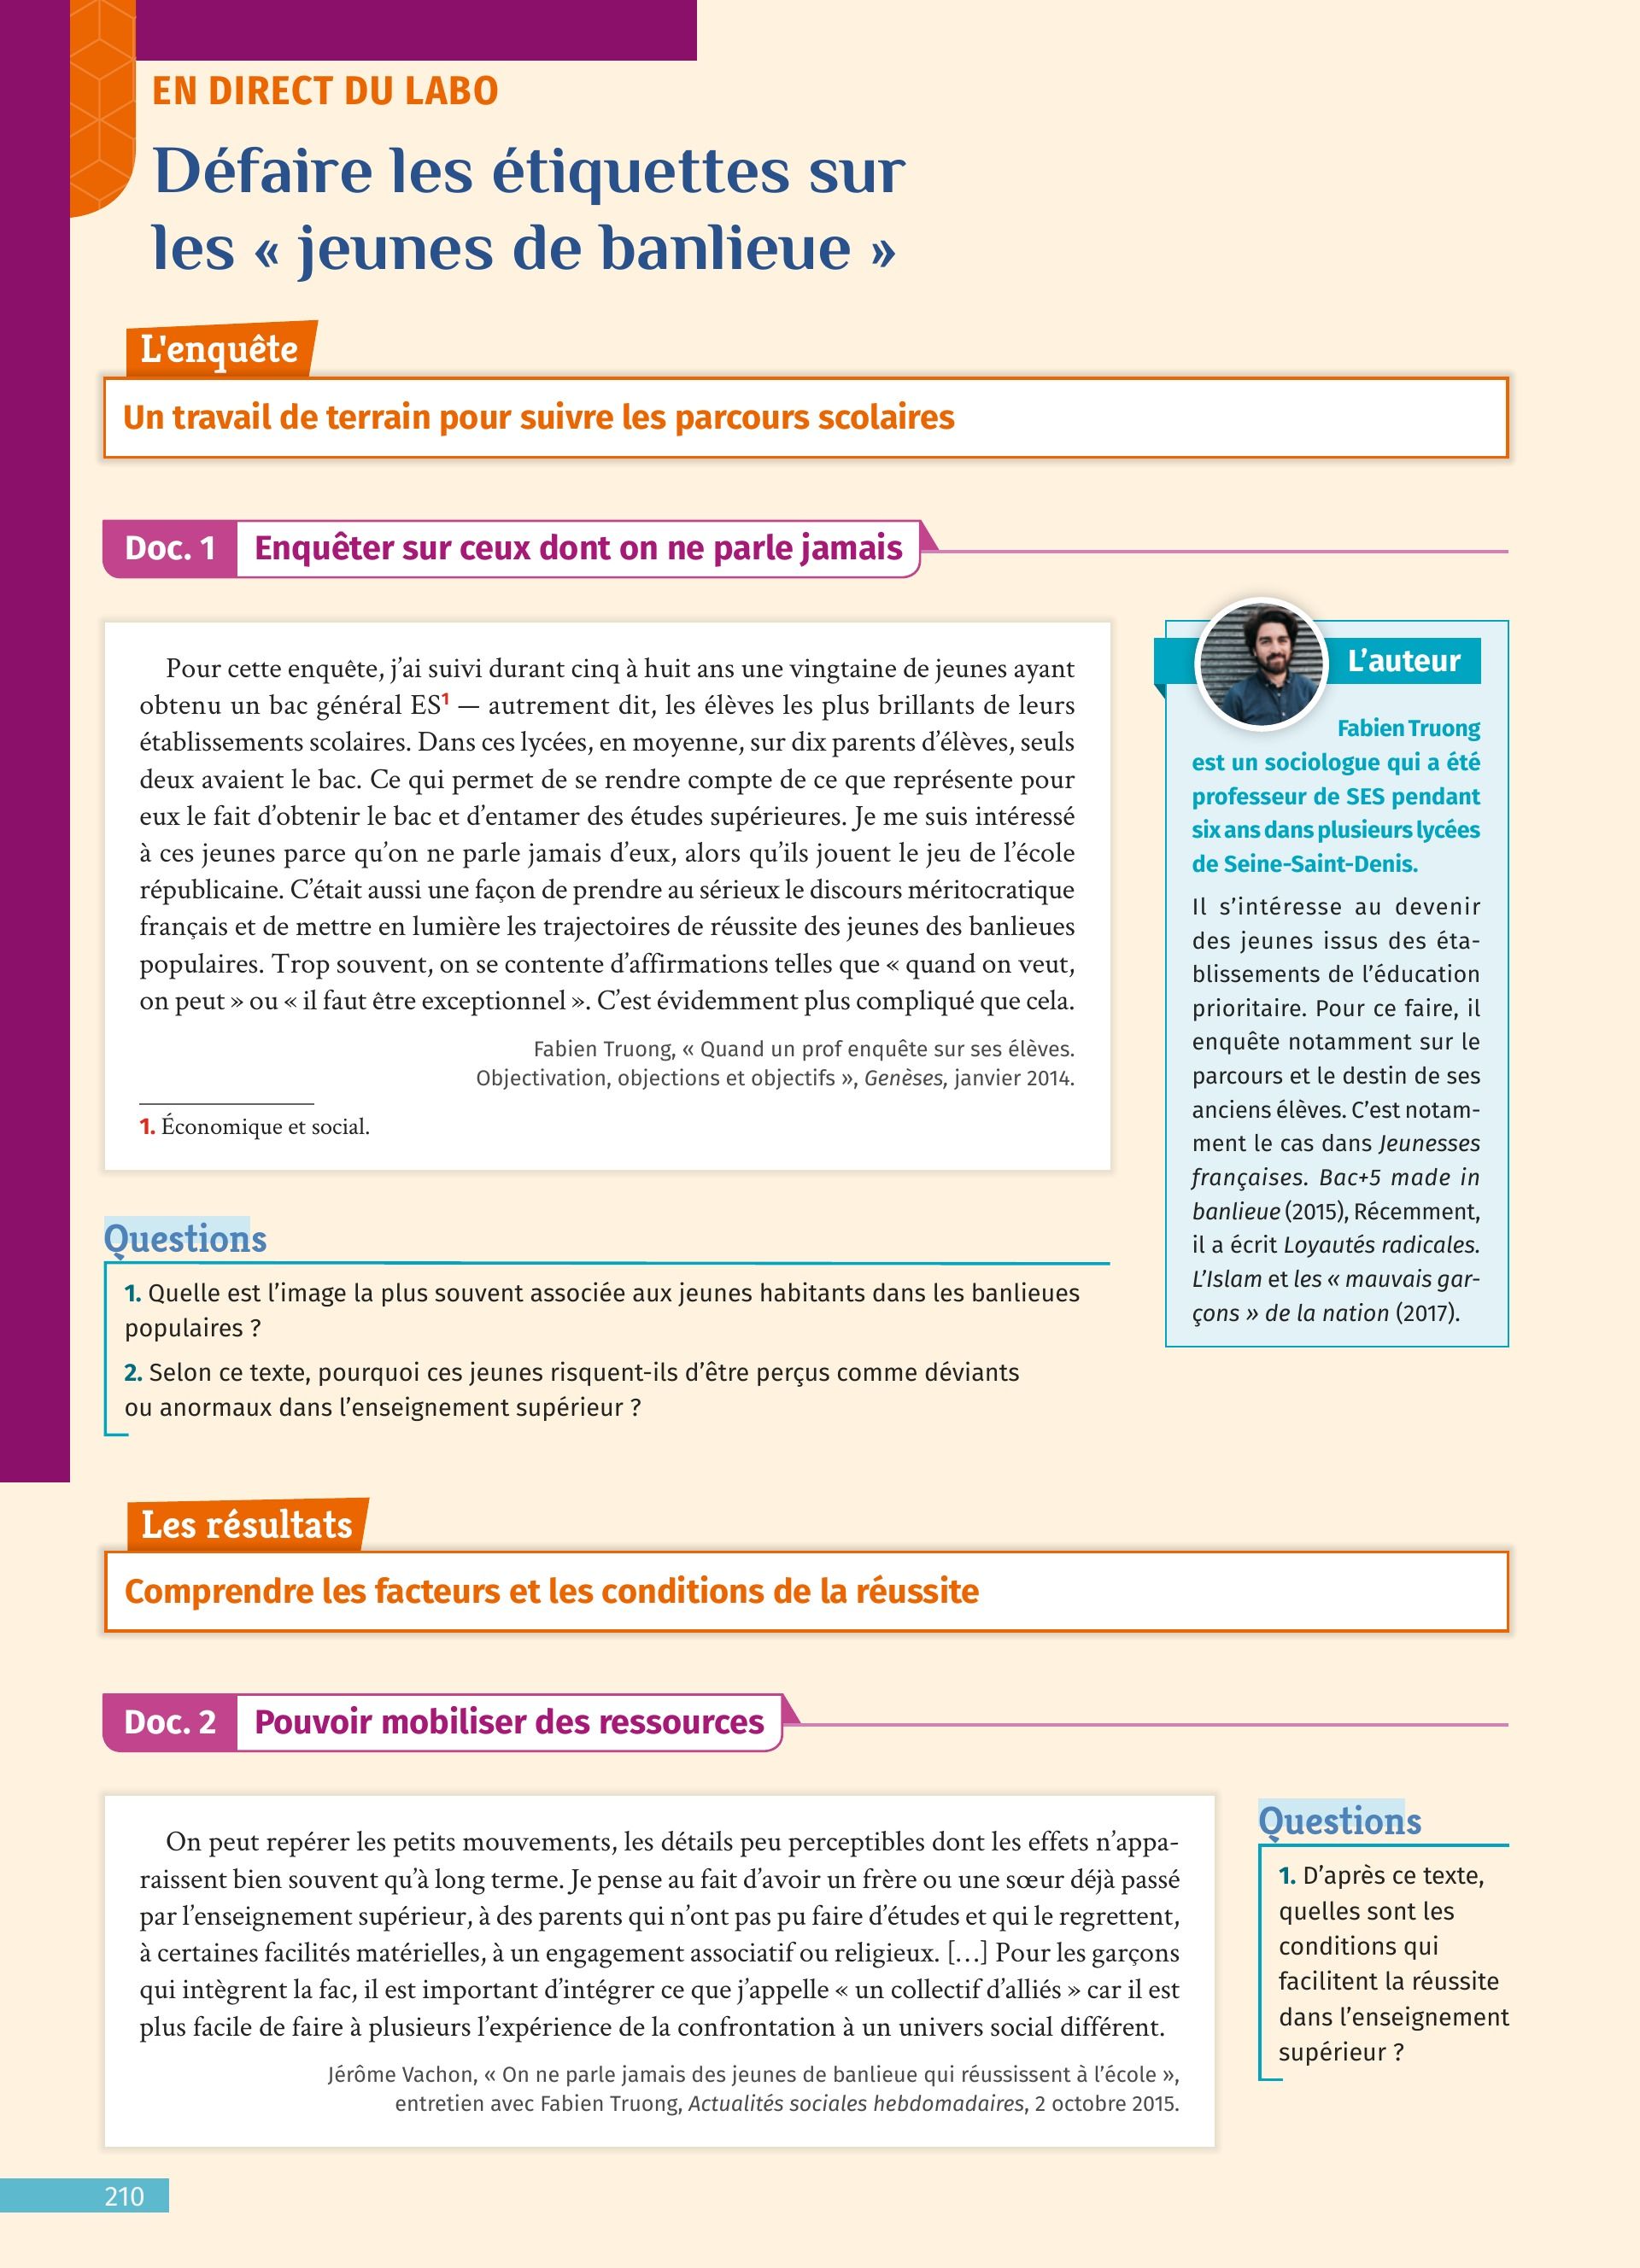 EN DIRECT DU LABO
Défaire les étiquettes sur
les « jeunes de banlieue »
L'enquête
Un travail de terrain pour suivre les parcours scolaires
Doc. 1 Enquêter sur ceux dont on ne parle jamais
Pour cette enquête, j’ai suivi durant cinq à huit ans une vingtaine de jeunes ayant
obtenu un bac général ES1 — autrement dit, les élèves les plus brillants de leurs
établissements scolaires. Dans ces lycées, en moyenne, sur dix parents d’élèves, seuls
deux avaient le bac. Ce qui permet de se rendre compte de ce que représente pour
eux le fait d’obtenir le bac et d’entamer des études supérieures. Je me suis intéressé
à ces jeunes parce qu’on ne parle jamais d’eux, alors qu’ils jouent le jeu de l’école
républicaine. C’était aussi une façon de prendre au sérieux le discours méritocratique
français et de mettre en lumière les trajectoires de réussite des jeunes des banlieues
populaires. Trop souvent, on se contente d’affirmations telles que « quand on veut,
on peut » ou « il faut être exceptionnel ». C’est évidemment plus compliqué que cela.
Fabien Truong, « Quand un prof enquête sur ses élèves.
Objectivation, objections et objectifs », Genèses, janvier 2014.
1. Économique et social.
L’auteur
Fabien Truong
est un sociologue qui a été
professeur de SES pendant
six ans dans plusieurs lycées
de Seine-Saint-Denis.
Il s’intéresse au devenir
des jeunes issus des éta-
blissements de l’éducation
prioritaire. Pour ce faire, il
enquête notamment sur le
parcours et le destin de ses
anciens élèves. C’est notam-
ment le cas dans Jeunesses
françaises. Bac+5 made in
banlieue (2015), Récemment,
il a écrit Loyautés radicales.
L’Islam et les « mauvais gar-
çons » de la nation (2017).
Questions
1. Quelle est l’image la plus souvent associée aux jeunes habitants dans les banlieues
populaires ?
2. Selon ce texte, pourquoi ces jeunes risquent-ils d’être perçus comme déviants
ou anormaux dans l’enseignement supérieur ?
Les résultats
Comprendre les facteurs et les conditions de la réussite
Doc. 2 Pouvoir mobiliser des ressources
On peut repérer les petits mouvements, les détails peu perceptibles dont les effets n’appa-
raissent bien souvent qu’à long terme. Je pense au fait d’avoir un frère ou une sœur déjà passé
par l’enseignement supérieur, à des parents qui n’ont pas pu faire d’études et qui le regrettent,
à certaines facilités matérielles, à un engagement associatif ou religieux. […] Pour les garçons
qui intègrent la fac, il est important d’intégrer ce que j’appelle « un collectif d’alliés » car il est
plus facile de faire à plusieurs l’expérience de la confrontation à un univers social différent.
Jérôme Vachon, « On ne parle jamais des jeunes de banlieue qui réussissent à l’école »,
entretien avec Fabien Truong, Actualités sociales hebdomadaires, 2 octobre 2015.
Questions
1. D’après ce texte,
quelles sont les
conditions qui
facilitent la réussite
dans l’enseignement
supérieur ?
210